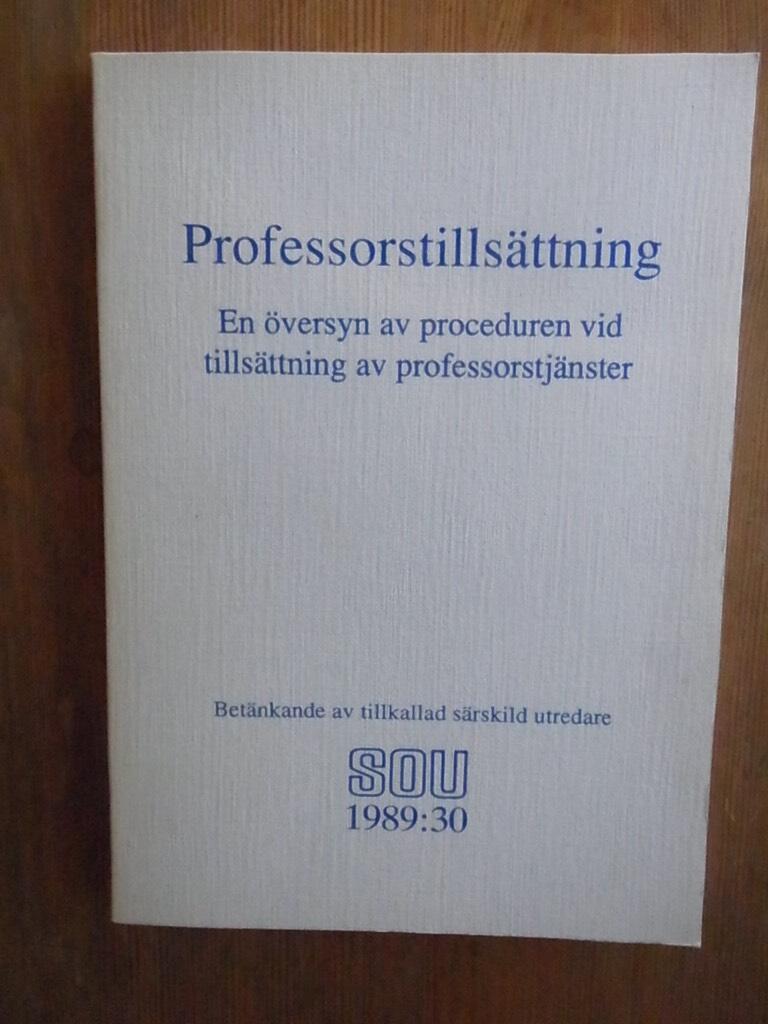 Professorstillsättning
En översyn av proceduren vid
tillsättning av professorstjänster
Betänkande av tillkallad särskild utredare
SOU
1989:30